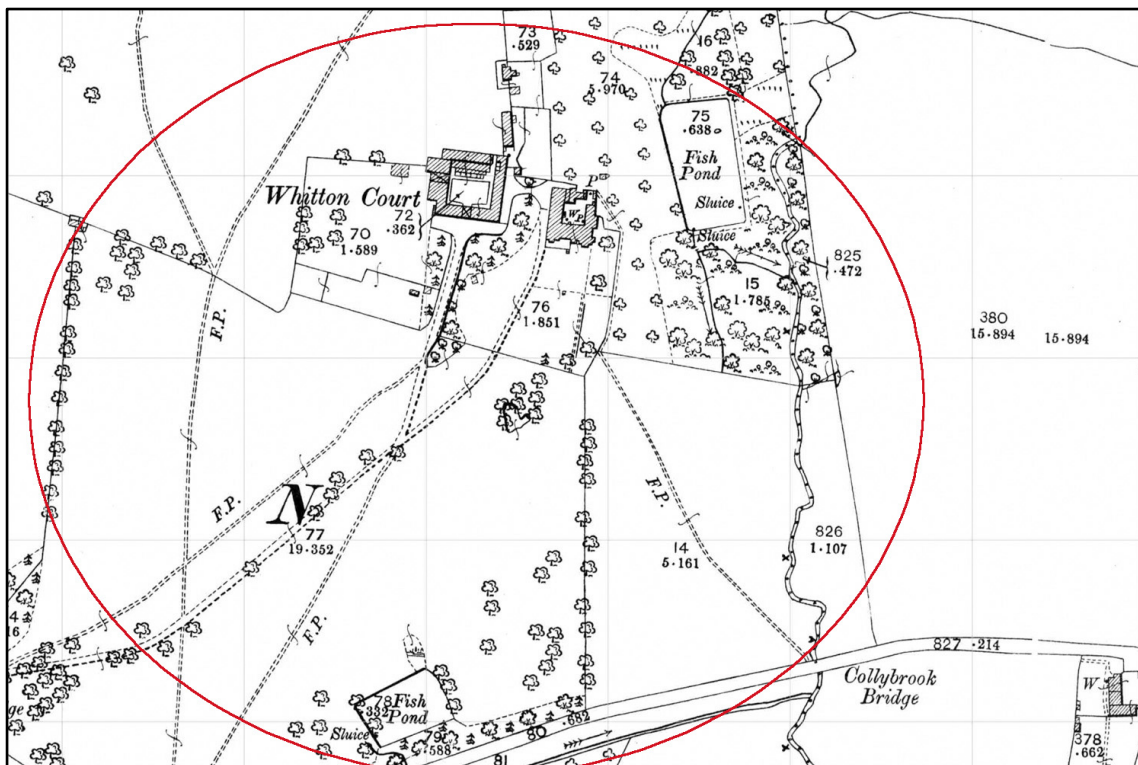 73
.529
16
.882
74
5.970
75
.638
Fish
Pond
Sluice
Sluice
Whitton Court
72
.362
70
1.589
P
W
P
825
.472
15
1.785
76
1.851
380
15.894 15.894
F.P.
F.P.
N
77
19.352
F.P.
14
5.161
826
1.107
F.P.
4
16
827 .214
Collybrook
Bridge
W
78
.332
Fish
Pond
Sluice
79
.588
80
.682
81
378
.662